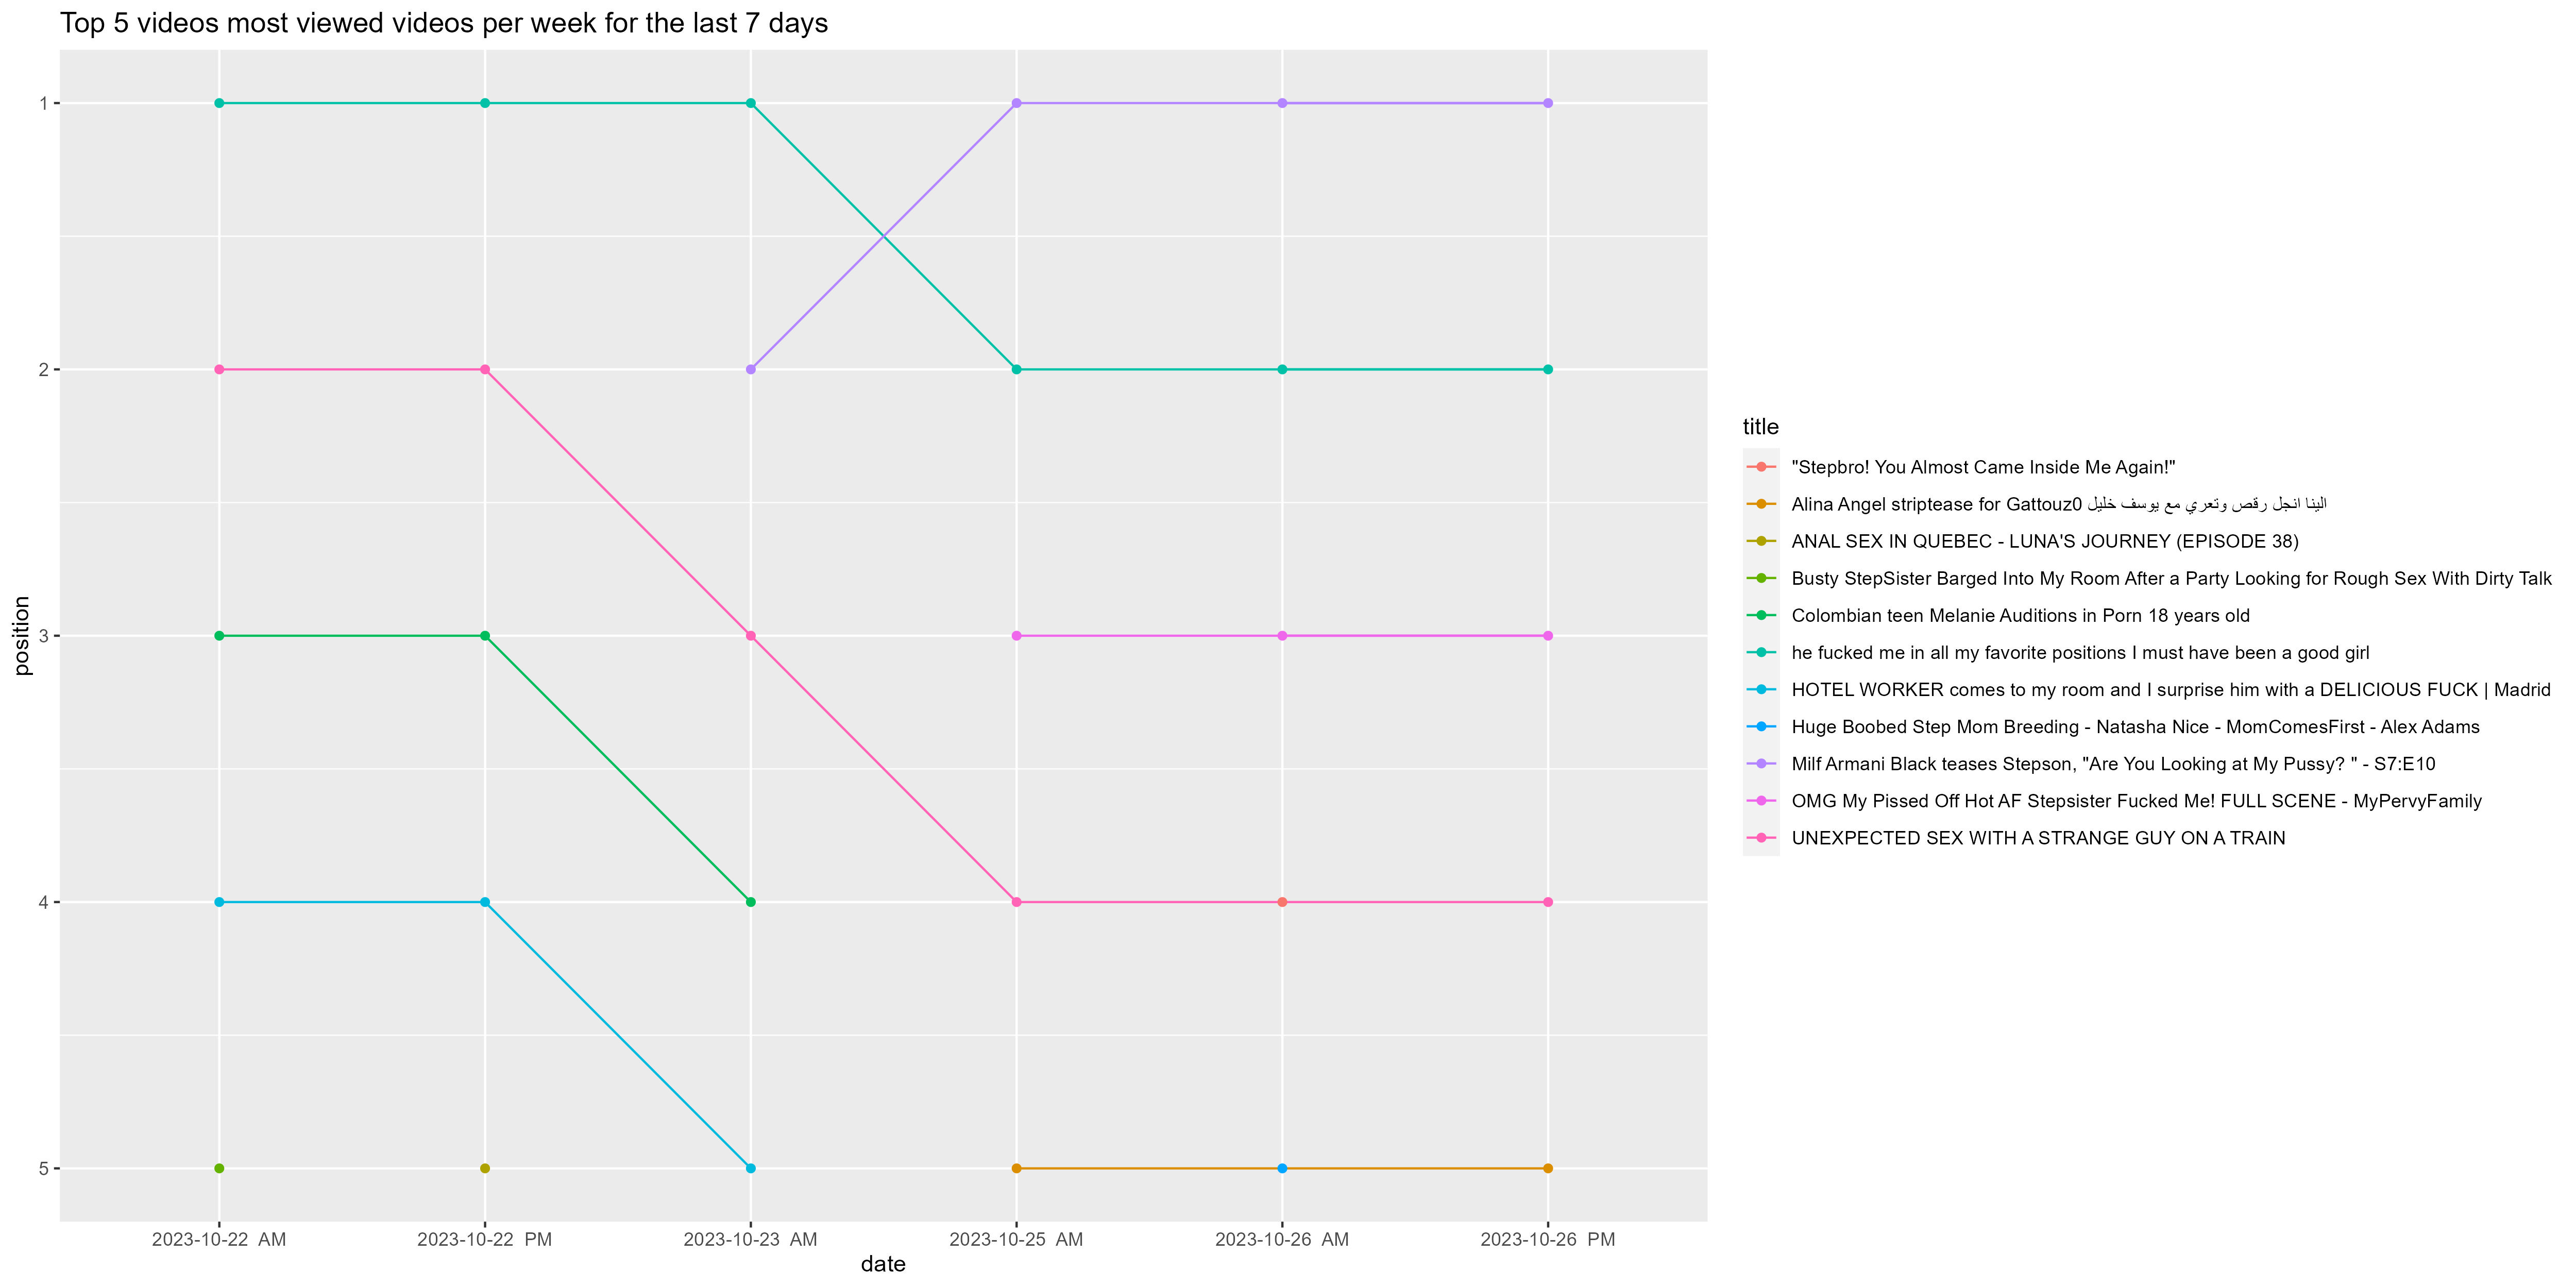 Top 5 videos most viewed videos per week for the last 7 days
position
1
2
3
4
5
2023-10-22 AM
2023-10-22 PM
2023-10-23 AM
2023-10-25 AM
2023-10-26 AM
2023-10-26 PM
date
title
"Stepbro! You Almost Came Inside Me Again!"
Alina Angel striptease for Gattouz0 الينا انجل رقص وتعري مع يوسف خليل
ANAL SEX IN QUEBEC - LUNA'S JOURNEY (EPISODE 38)
Busty StepSister Barged Into My Room After a Party Looking for Rough Sex With Dirty Talk
Colombian teen Melanie Auditions in Porn 18 years old
he fucked me in all my favorite positions I must have been a good girl
HOTEL WORKER comes to my room and I surprise him with a DELICIOUS FUCK | Madrid
Huge Boobed Step Mom Breeding - Natasha Nice - MomComesFirst - Alex Adams
Milf Armani Black teases Stepson, "Are You Looking at My Pussy? " - S7:E10
OMG My Pissed Off Hot AF Stepsister Fucked Me! FULL SCENE - MyPervyFamily
UNEXPECTED SEX WITH A STRANGE GUY ON A TRAIN